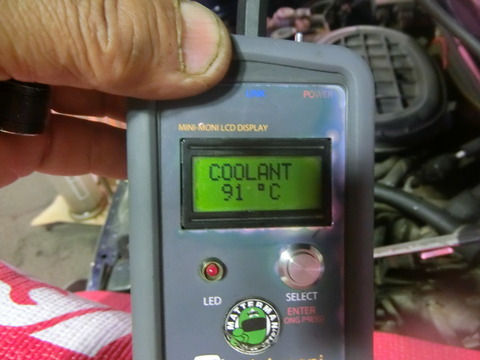 POWER
MINI-MONI LCD DISPLAY
COOLANT
91 °C
LED
SELECT
ENTER